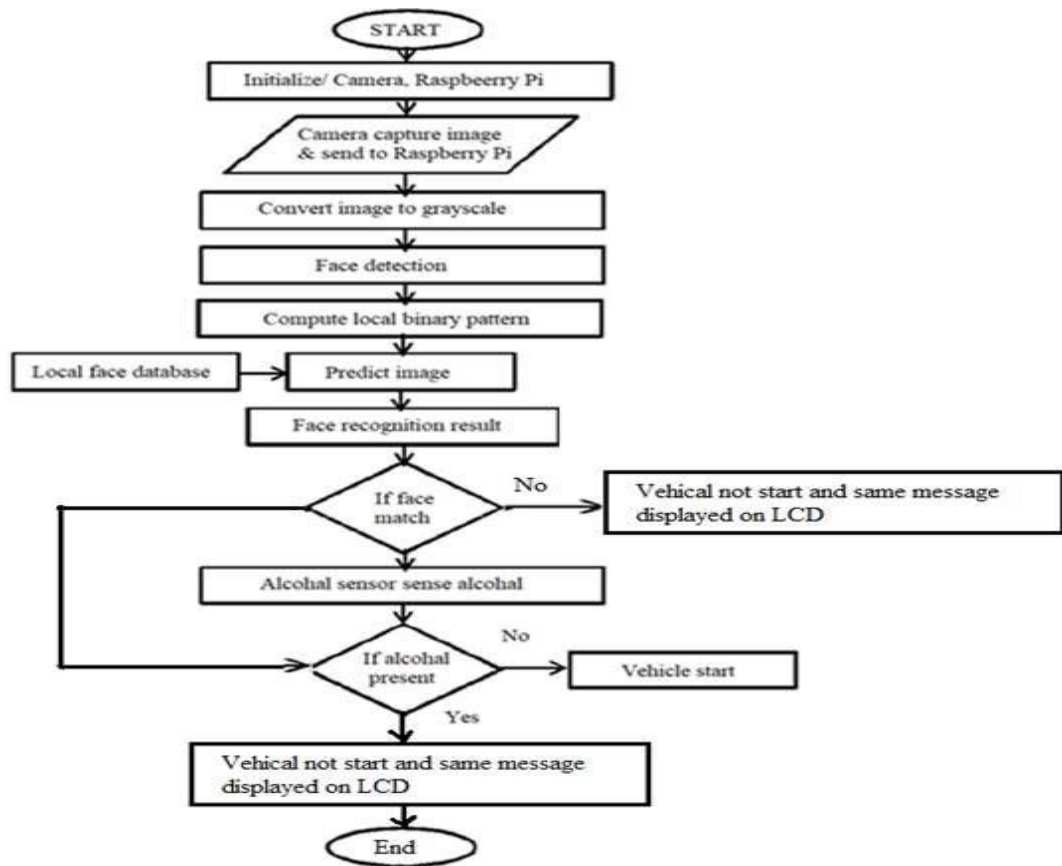 START
Initialize/ Camera, Raspbeerry Pi
Camera capture image
& send to Raspberry Pi
Convert image to grayscale
Face detection
Compute local binary pattern
Local face database
Predict image
Face recognition result
If face
match
No
Vehical not start and same message
displayed on LCD
Alcohal sensor sense alcohal
If alcohal
present
No
Vehicle start
Yes
Vehical not start and same message
displayed on LCD
End